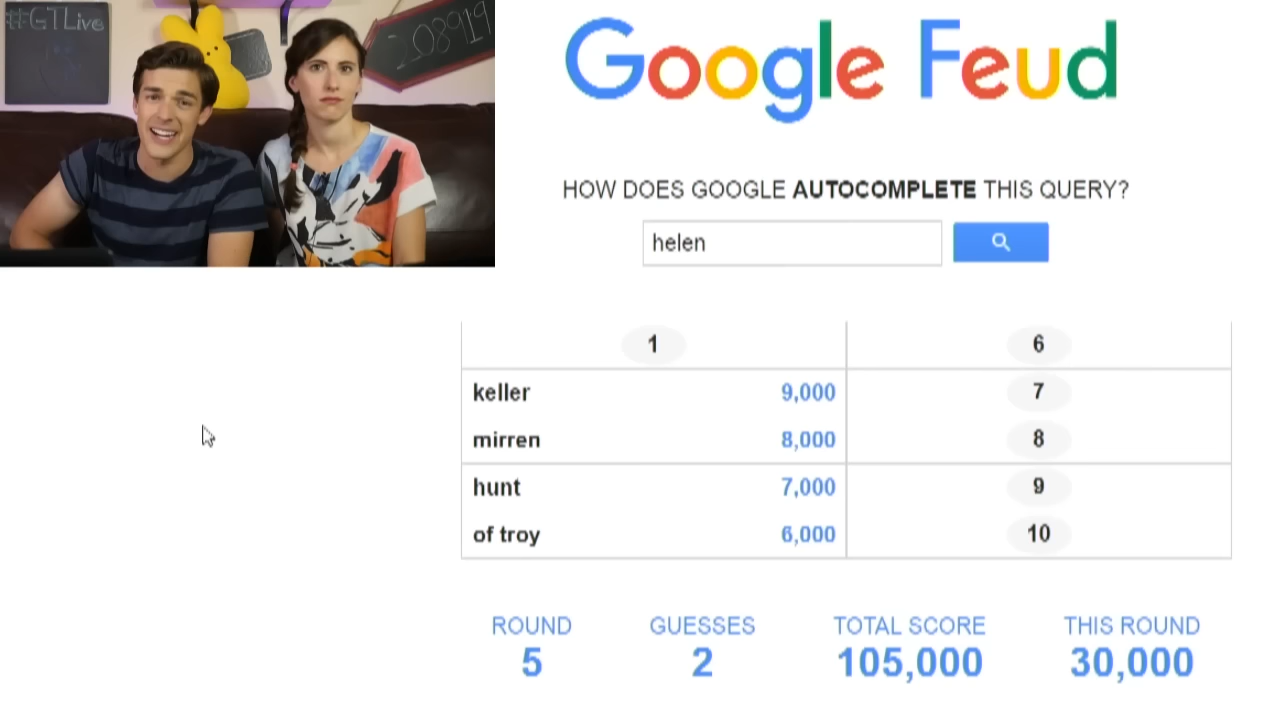 #GTLive
208919
Google Feud
HOW DOES GOOGLE AUTOCOMPLETE THIS QUERY?
helen
1 6
keller 9,000 7
mirren 8,000 8
hunt 7,000 9
of troy 6,000 10
ROUND GUESSES TOTAL SCORE THIS ROUND
5 2 105,000 30,000